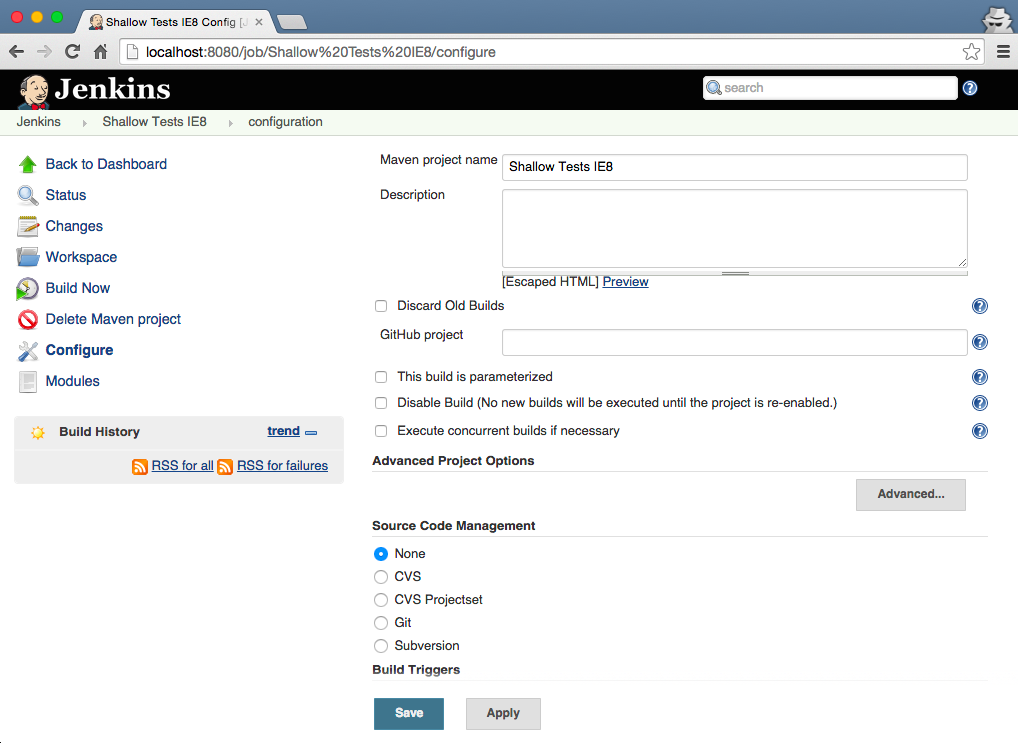 Shallow Tests IE8 Config [J
localhost:8080/job/Shallow%20Tests%20IE8/configure
Jenkins
search
Jenkins Shallow Tests IE8 configuration
Back to Dashboard
Status
Changes
Workspace
Build Now
Delete Maven project
Configure
Modules
Build History trend
RSS for all RSS for failures
Maven project name Shallow Tests IE8
Description
[Escaped HTML] Preview
Discard Old Builds
GitHub project
This build is parameterized
Disable Build (No new builds will be executed until the project is re-enabled.)
Execute concurrent builds if necessary
Advanced Project Options
Advanced...
Source Code Management
None
CVS
CVS Projectset
Git
Subversion
Build Triggers
Save Apply